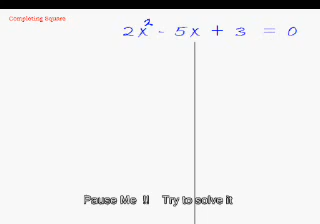 Completing Square
2x² - 5x + 3 = 0
Pause Me !! Try to solve it